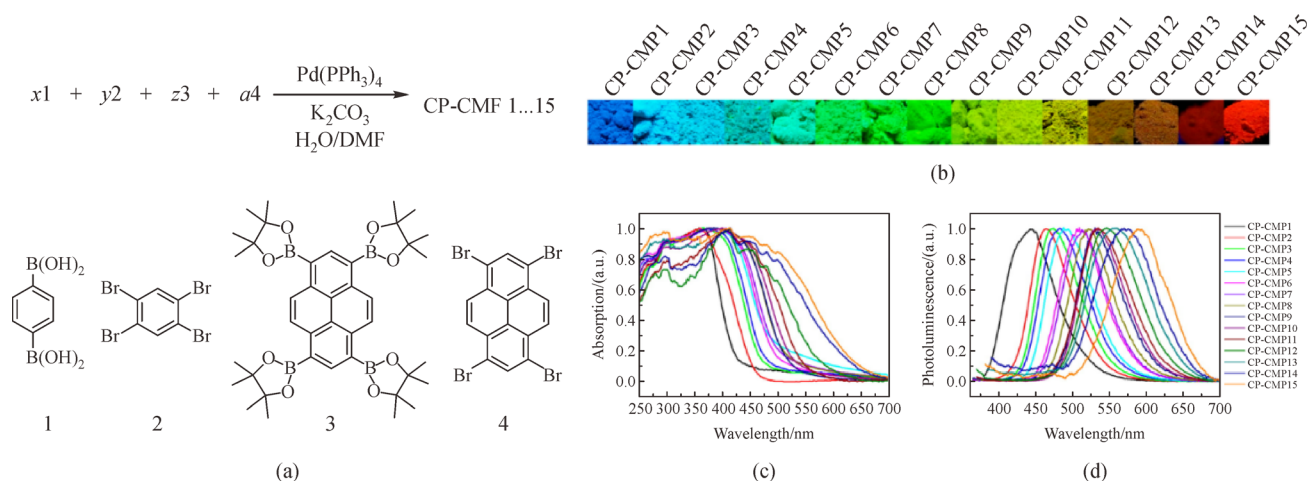 x1 + y2 + z3 + a4
Pd(PPh3)4
K2CO3
H2O/DMF
CP-CMF 1...15
B(OH)2
B(OH)2
1
Br Br
Br Br
2
O O
B B
O O
O O
B B
O O
3
Br Br
Br Br
4
(a)
CP-CMP1
CP-CMP2
CP-CMP3
CP-CMP4
CP-CMP5
CP-CMP6
CP-CMP7
CP-CMP8
CP-CMP9
CP-CMP10
CP-CMP11
CP-CMP12
CP-CMP13
CP-CMP14
CP-CMP15
(b)
Absorption/(a.u.)
1.0
0.8
0.6
0.4
0.2
0.0
250 300 350 400 450 500 550 600 700
Wavelength/nm
(c)
Photoluminescence/(a.u.)
1.0
0.8
0.6
0.4
0.2
0.0
400 450 500 550 600 650 700
Wavelength/nm
(d)
CP-CMP1
CP-CMP2
CP-CMP3
CP-CMP4
CP-CMP5
CP-CMP6
CP-CMP7
CP-CMP8
CP-CMP9
CP-CMP10
CP-CMP11
CP-CMP12
CP-CMP13
CP-CMP14
CP-CMP15